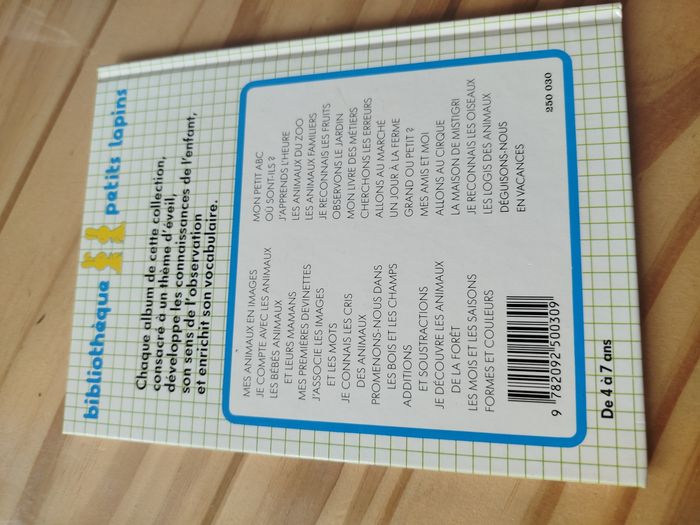 bibliothèque petits lapins
Chaque album de cette collection,
consacré à un thème d'éveil,
développe les connaissances de l'enfant,
son sens de l'observation
et enrichit son vocabulaire.
MES ANIMAUX EN IMAGES
JE COMPTE AVEC LES ANIMAUX
LES BÉBÉS ANIMAUX
ET LEURS MAMANS
MES PREMIÈRES DEVINETTES
J'ASSOCIE LES IMAGES
ET LES MOTS
JE CONNAIS LES CRIS
DES ANIMAUX
PROMENONS-NOUS DANS
LES BOIS ET LES CHAMPS
ADDITIONS
ET SOUSTRACTIONS
JE DÉCOUVRE LES ANIMAUX
DE LA FORÊT
LES MOIS ET LES SAISONS
FORMES ET COULEURS
MON PETIT ABC
OÙ SONT-ILS ?
J'APPRENDS L'HEURE
LES ANIMAUX DU ZOO
LES ANIMAUX FAMILIERS
JE RECONNAIS LES FRUITS
OBSERVONS LE JARDIN
MON LIVRE DES MÉTIERS
CHERCHONS LES ERREURS
ALLONS AU MARCHÉ
UN JOUR À LA FERME
GRAND OU PETIT ?
MES AMIS ET MOI
ALLONS AU CIRQUE
LA MAISON DE MISTIGRI
JE RECONNAIS LES OISEAUX
LES LOGIS DES ANIMAUX
DÉGUISONS-NOUS
EN VACANCES
250 030
9 782092 500309
De 4 à 7 ans